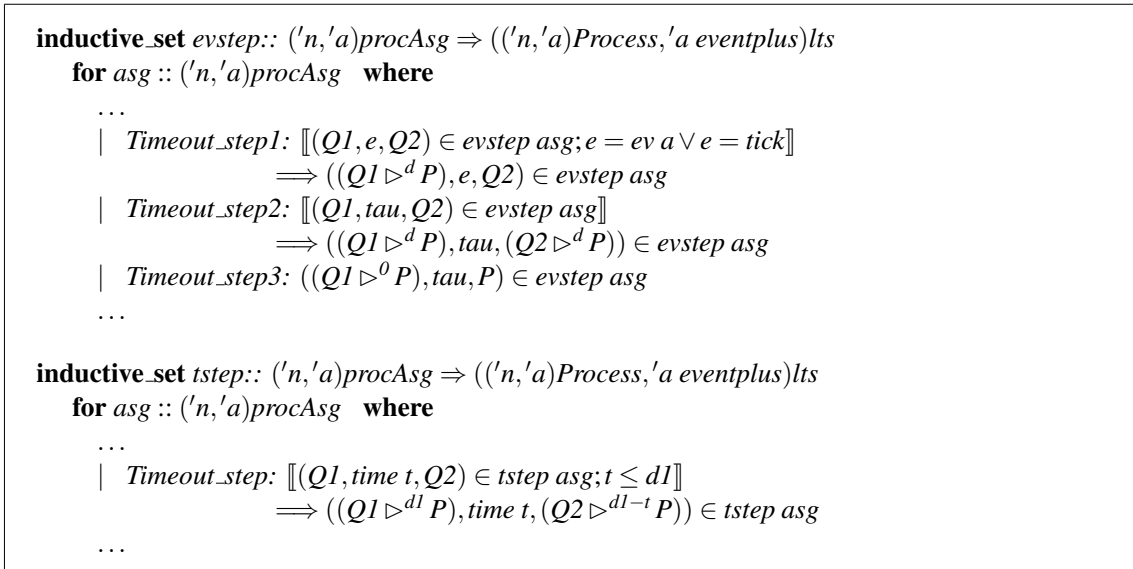 inductive_set evstep:: ('n,'a)procAsg ⇒ (('n,'a)Process,'a eventplus)lts
for asg :: ('n,'a)procAsg where
...
| Timeout_step1: ⟦(Q1,e,Q2) ∈ evstep asg; e = ev a ∨ e = tick⟧
⟹ ((Q1 ▷^d P),e,Q2) ∈ evstep asg
| Timeout_step2: ⟦(Q1,tau,Q2) ∈ evstep asg⟧
⟹ ((Q1 ▷^d P),tau,(Q2 ▷^d P)) ∈ evstep asg
| Timeout_step3: ((Q1 ▷^0 P),tau,P) ∈ evstep asg
...
inductive_set tstep:: ('n,'a)procAsg ⇒ (('n,'a)Process,'a eventplus)lts
for asg :: ('n,'a)procAsg where
...
| Timeout_step: ⟦(Q1,time t,Q2) ∈ tstep asg; t ≤ d1⟧
⟹ ((Q1 ▷^{d1} P),time t,(Q2 ▷^{d1−t} P)) ∈ tstep asg
...